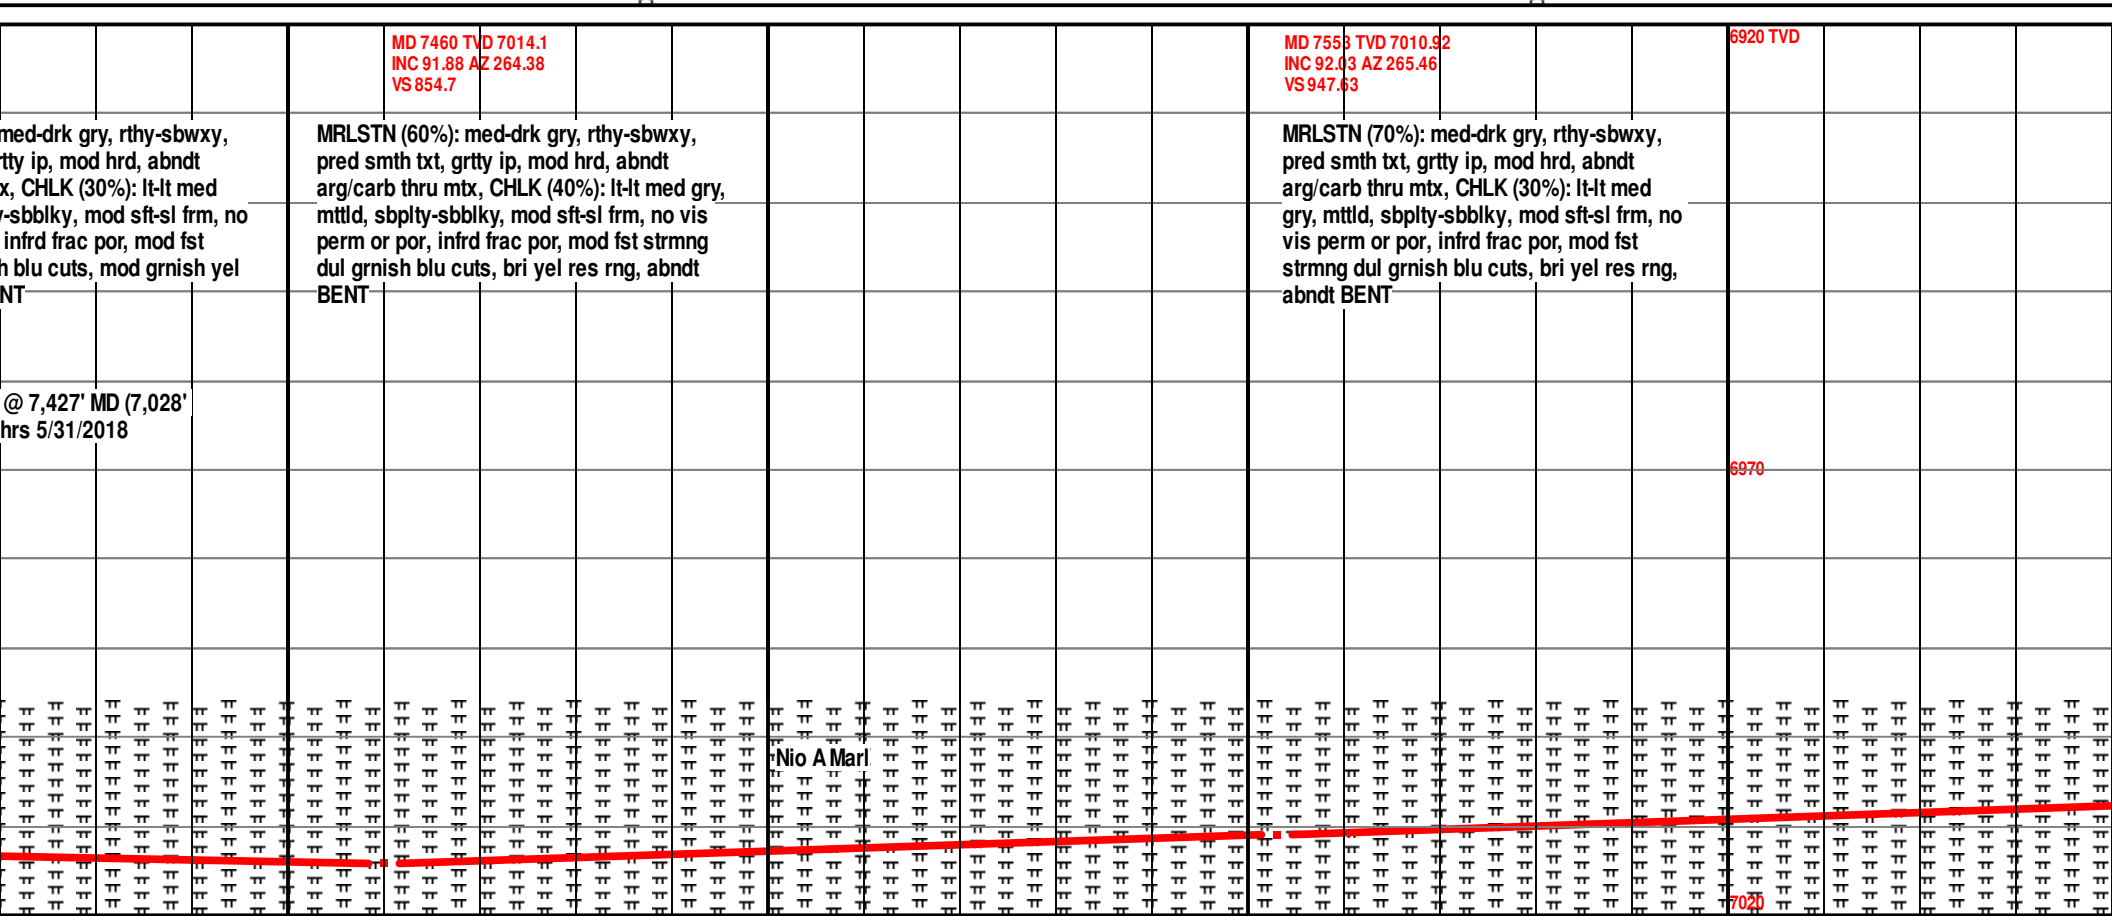 MD 7460 TVD 7014.1
INC 91.88 AZ 264.38
VS 854.7
MD 7553 TVD 7010.92
INC 92.03 AZ 265.46
VS 947.63
6920 TVD
med-drk gry, rthy-sbwxy,
tty ip, mod hrd, abndt
x, CHLK (30%): lt-lt med
y-sbblky, mod sft-sl frm, no
infrd frac por, mod fst
h blu cuts, mod grnish yel
NT
MRLSTN (60%): med-drk gry, rthy-sbwxy,
pred smth txt, grtty ip, mod hrd, abndt
arg/carb thru mtx, CHLK (40%): lt-lt med gry,
mttld, sbplty-sbblky, mod sft-sl frm, no vis
perm or por, infrd frac por, mod fst strmng
dul grnish blu cuts, bri yel res rng, abndt
BENT
MRLSTN (70%): med-drk gry, rthy-sbwxy,
pred smth txt, grtty ip, mod hrd, abndt
arg/carb thru mtx, CHLK (30%): lt-lt med
gry, mttld, sbplty-sbblky, mod sft-sl frm, no
vis perm or por, infrd frac por, mod fst
strmng dul grnish blu cuts, bri yel res rng,
abndt BENT
@ 7,427' MD (7,028'
hrs 5/31/2018
6970
Nio A Marl
7020